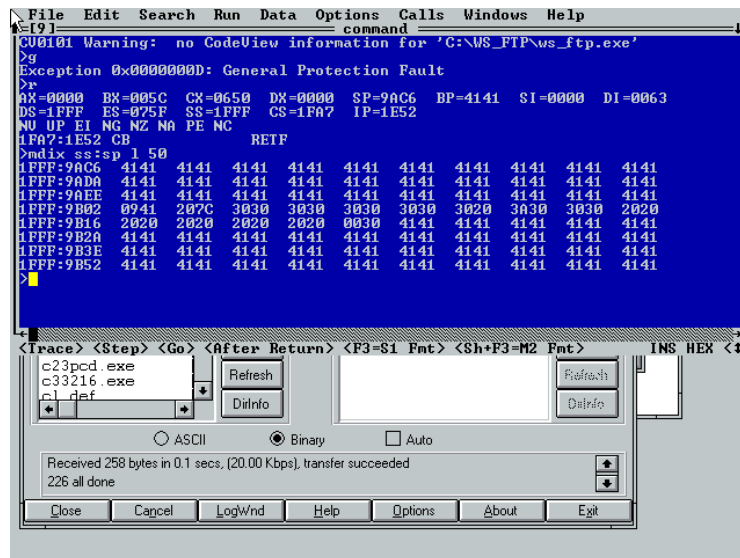 File Edit Search Run Data Options Calls Windows Help
[9] command
CV0101 Warning: no CodeView information for 'C:\WS_FTP\ws_ftp.exe'
>g
Exception 0x0000000D: General Protection Fault
>r
AX=0000 BX=005C CX=0650 DX=0000 SP=9AC6 BP=4141 SI=0000 DI=0063
DS=1FFF ES=075F SS=1FFF CS=1FA7 IP=1E52
NV UP EI NG NZ NA PE NC
1FA7:1E52 CB RETF
>mdix ss:sp l 50
1FFF:9AC6 4141 4141 4141 4141 4141 4141 4141 4141 4141 4141
1FFF:9ADA 4141 4141 4141 4141 4141 4141 4141 4141 4141 4141
1FFF:9AEE 4141 4141 4141 4141 4141 4141 4141 4141 4141 4141
1FFF:9B02 0941 207C 3030 3030 3030 3030 3020 3A30 3030 2020
1FFF:9B16 2020 2020 2020 2020 0030 4141 4141 4141 4141 4141
1FFF:9B2A 4141 4141 4141 4141 4141 4141 4141 4141 4141 4141
1FFF:9B3E 4141 4141 4141 4141 4141 4141 4141 4141 4141 4141
1FFF:9B52 4141 4141 4141 4141 4141 4141 4141 4141 4141 4141
>
<Trace> <Step> <Go> <After Return> <F3=S1 Fmt> <Sh+F3=M2 Fmt> INS HEX
c23pcd.exe
c33216.exe
cl def
Refresh
DirInfo
Refresh
DirInfo
ASCII Binary Auto
Received 258 bytes in 0.1 secs, (20.00 Kbps), transfer succeeded
226 all done
Close Cancel LogWnd Help Options About Exit